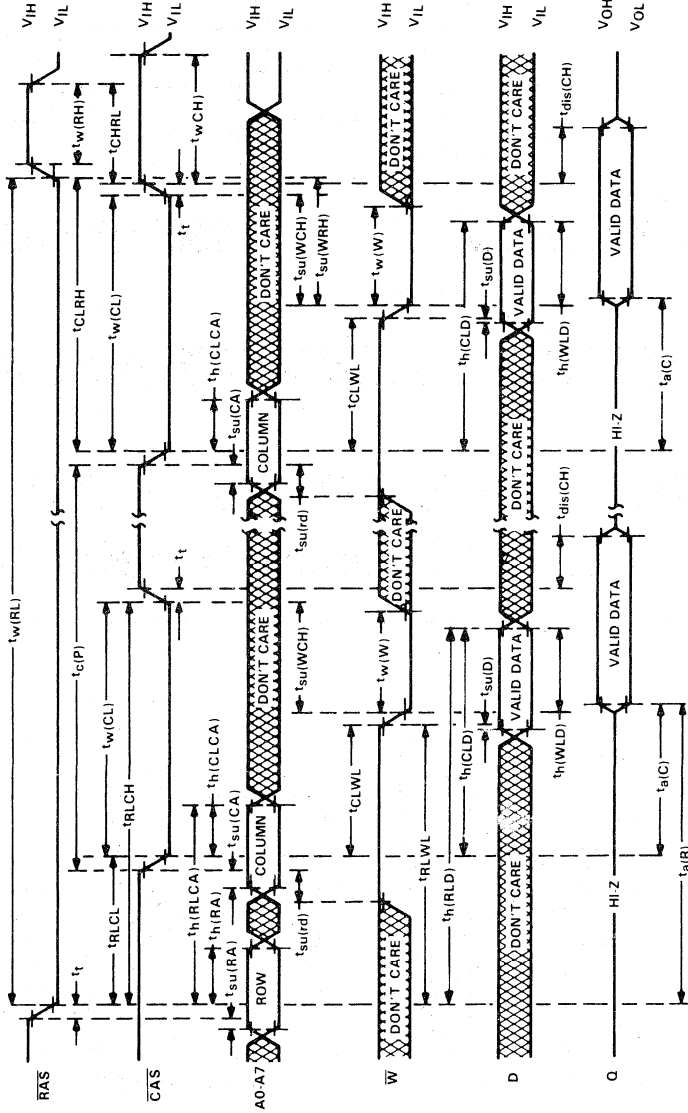 RAS
tt
tw(RL)
tw(RH)
VIH
VIL
CAS
tRLCL
tc(P)
tw(CL)
tRLCH
tt
tCLRH
tw(CL)
tt
tCHRL
tw(CH)
VIH
VIL
A0-A7
tsu(RA)
ROW
th(RA)
th(RLCA)
tsu(CA)
COLUMN
th(CLCA)
DON'T CARE
tsu(CA)
COLUMN
th(CLCA)
DON'T CARE
VIH
VIL
W
DON'T CARE
tsu(rd)
tRLWL
tCLWL
tsu(WCH)
tw(W)
DON'T CARE
tsu(rd)
tCLWL
tsu(WCH)
tsu(WRH)
tw(W)
DON'T CARE
VIH
VIL
D
DON'T CARE
th(RLD)
th(CLD)
tsu(D)
VALID DATA
th(WLD)
DON'T CARE
th(CLD)
tsu(D)
VALID DATA
th(WLD)
DON'T CARE
VIH
VIL
Q
HI-Z
ta(R)
ta(C)
VALID DATA
tdis(CH)
HI-Z
ta(C)
VALID DATA
tdis(CH)
VOH
VOL